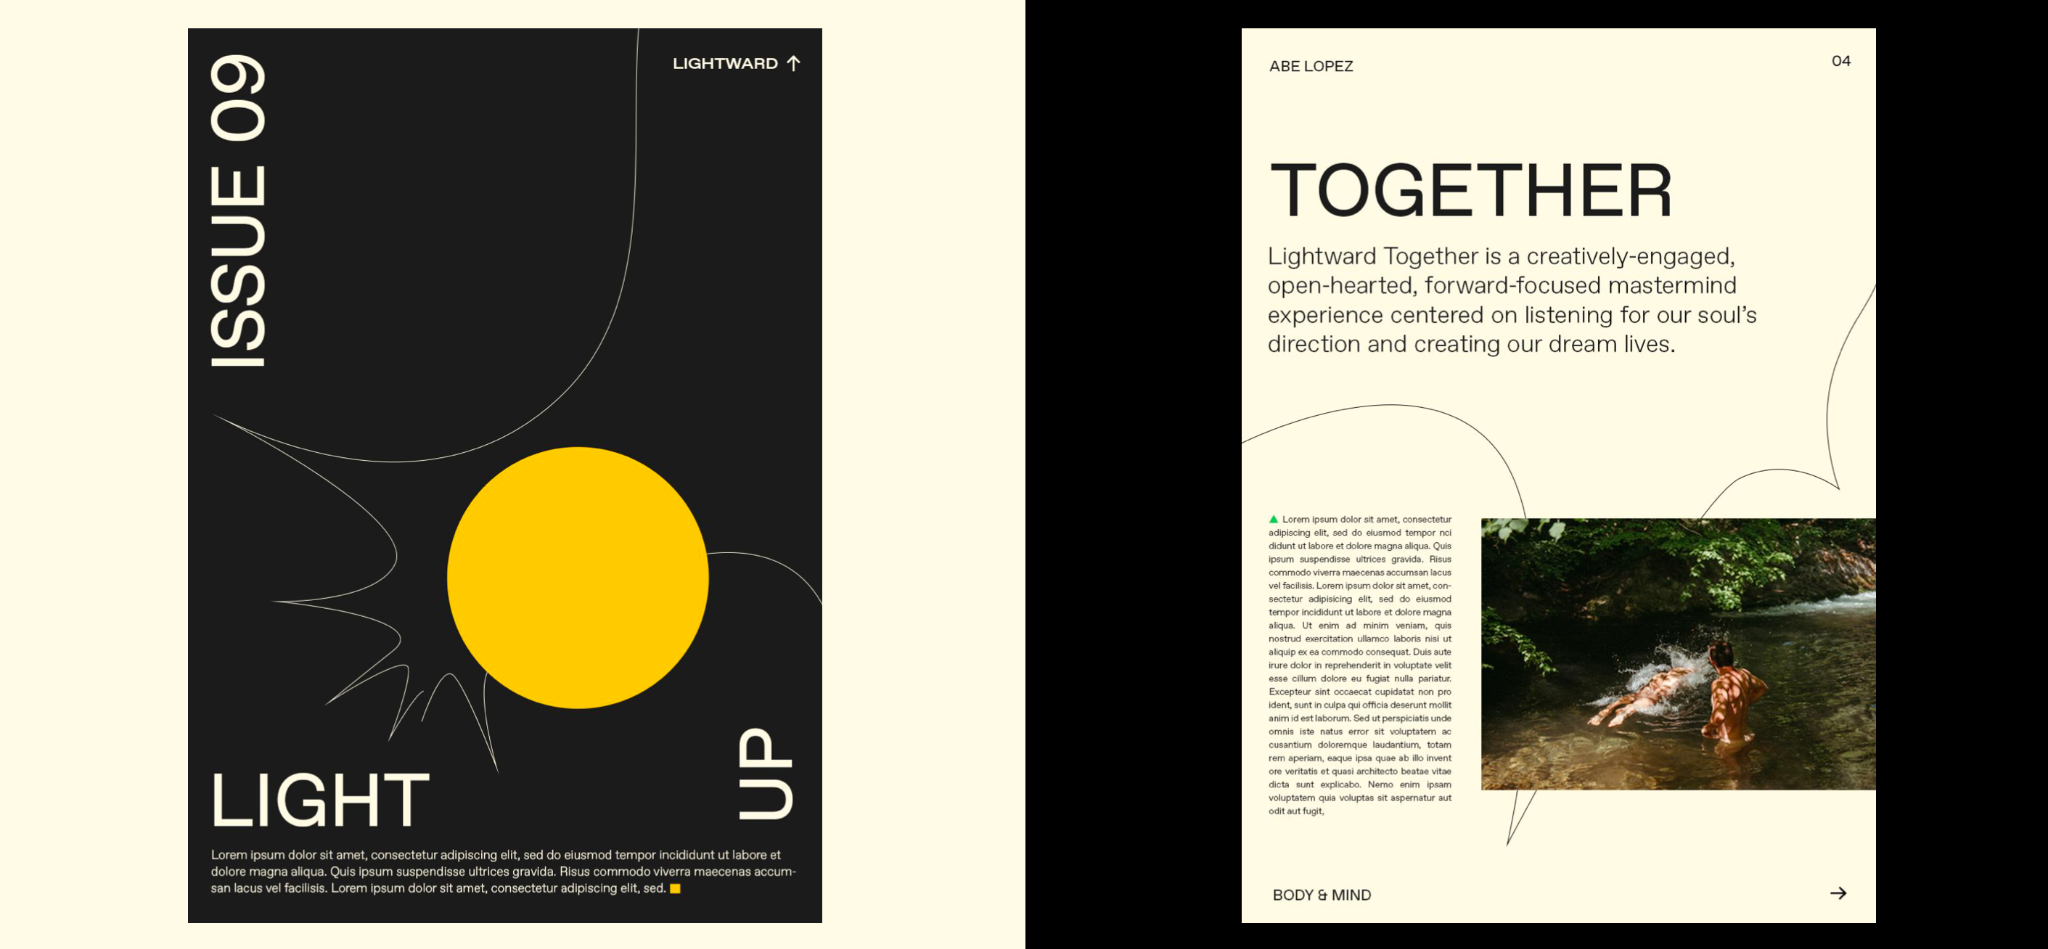 ISSUE 09
LIGHTWARD ↑
LIGHT
UP
Lorem ipsum dolor sit amet, consectetur adipiscing elit, sed do eiusmod tempor incididunt ut labore et
dolore magna aliqua. Quis ipsum suspendisse ultrices gravida. Risus commodo viverra maecenas accum-
san lacus vel facilisis. Lorem ipsum dolor sit amet, consectetur adipiscing elit, sed.
ABE LOPEZ
04
TOGETHER
Lightward Together is a creatively-engaged,
open-hearted, forward-focused mastermind
experience centered on listening for our soul’s
direction and creating our dream lives.
Lorem ipsum dolor sit amet, consectetur
adipiscing elit, sed do eiusmod tempor nci
didunt ut labore et dolore magna aliqua. Quis
ipsum suspendisse ultrices gravida. Risus
commodo viverra maecenas accumsan lacus
vel facilisis. Lorem ipsum dolor sit amet, con-
sectetur adipisicing elit, sed do eiusmod
tempor incididunt ut labore et dolore magna
aliqua. Ut enim ad minim veniam, quis
nostrud exercitation ullamco laboris nisi ut
aliquip ex ea commodo consequat. Duis aute
irure dolor in reprehenderit in voluptate velit
esse cillum dolore eu fugiat nulla pariatur.
Excepteur sint occaecat cupidatat non pro
ident, sunt in culpa qui officia deserunt mollit
anim id est laborum. Sed ut perspiciatis unde
omnis iste natus error sit voluptatem ac
cusantium doloremque laudantium, totam
rem aperiam, eaque ipsa quae ab illo invent
ore veritatis et quasi architecto beatae vitae
dicta sunt explicabo. Nemo enim ipsam
voluptatem quia voluptas sit aspernatur aut
odit aut fugit,
BODY & MIND
→